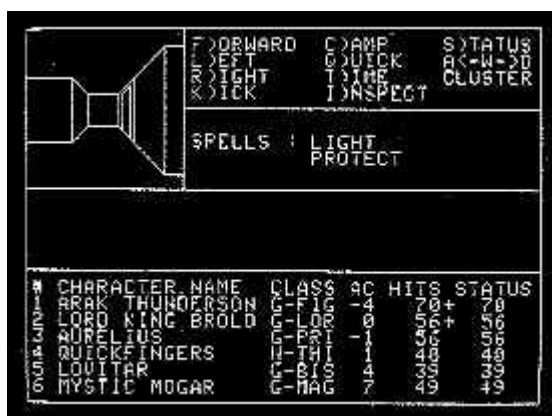 F)ORWARD C)AMP S)TATUS
L)EFT Q)UICK A<-W->D
R)IGHT T)IME CLUSTER
K)ICK I)NSPECT
SPELLS : LIGHT
PROTECT
# CHARACTER NAME CLASS AC HITS STATUS
1 ARAK THUNDERSON G-FIG -4 70+ 70
2 LORD KING BROLD G-LOR 0 56+ 56
3 AURELIUS G-PRI -1 56 56
4 QUICKFINGERS N-THI 1 40 40
5 LOVITAR G-BIS 4 39 39
6 MYSTIC MOGAR G-MAG 7 49 49